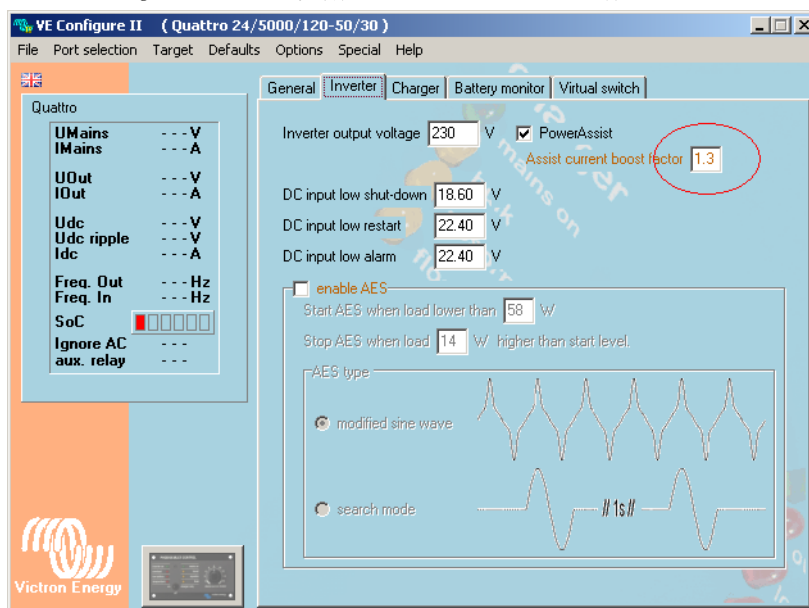 VE Configure II ( Quattro 24/5000/120-50/30 )
File Port selection Target Defaults Options Special Help
General Inverter Charger Battery monitor Virtual switch
Quattro
UMains - - - V
IMains - - - A
UOut - - - V
IOut - - - A
Udc - - - V
Udc ripple - - - V
Idc - - - A
Freq. Out - - - Hz
Freq. In - - - Hz
SoC
Ignore AC - - -
aux. relay - - -
Inverter output voltage 230 V PowerAssist
Assist current boost factor 1.3
DC input low shut-down 18.60 V
DC input low restart 22.40 V
DC input low alarm 22.40 V
enable AES
Start AES when load lower than 58 W
Stop AES when load 14 W higher than start level.
AES type
modified sine wave
search mode
// 1s //
Victron Energy
mains on